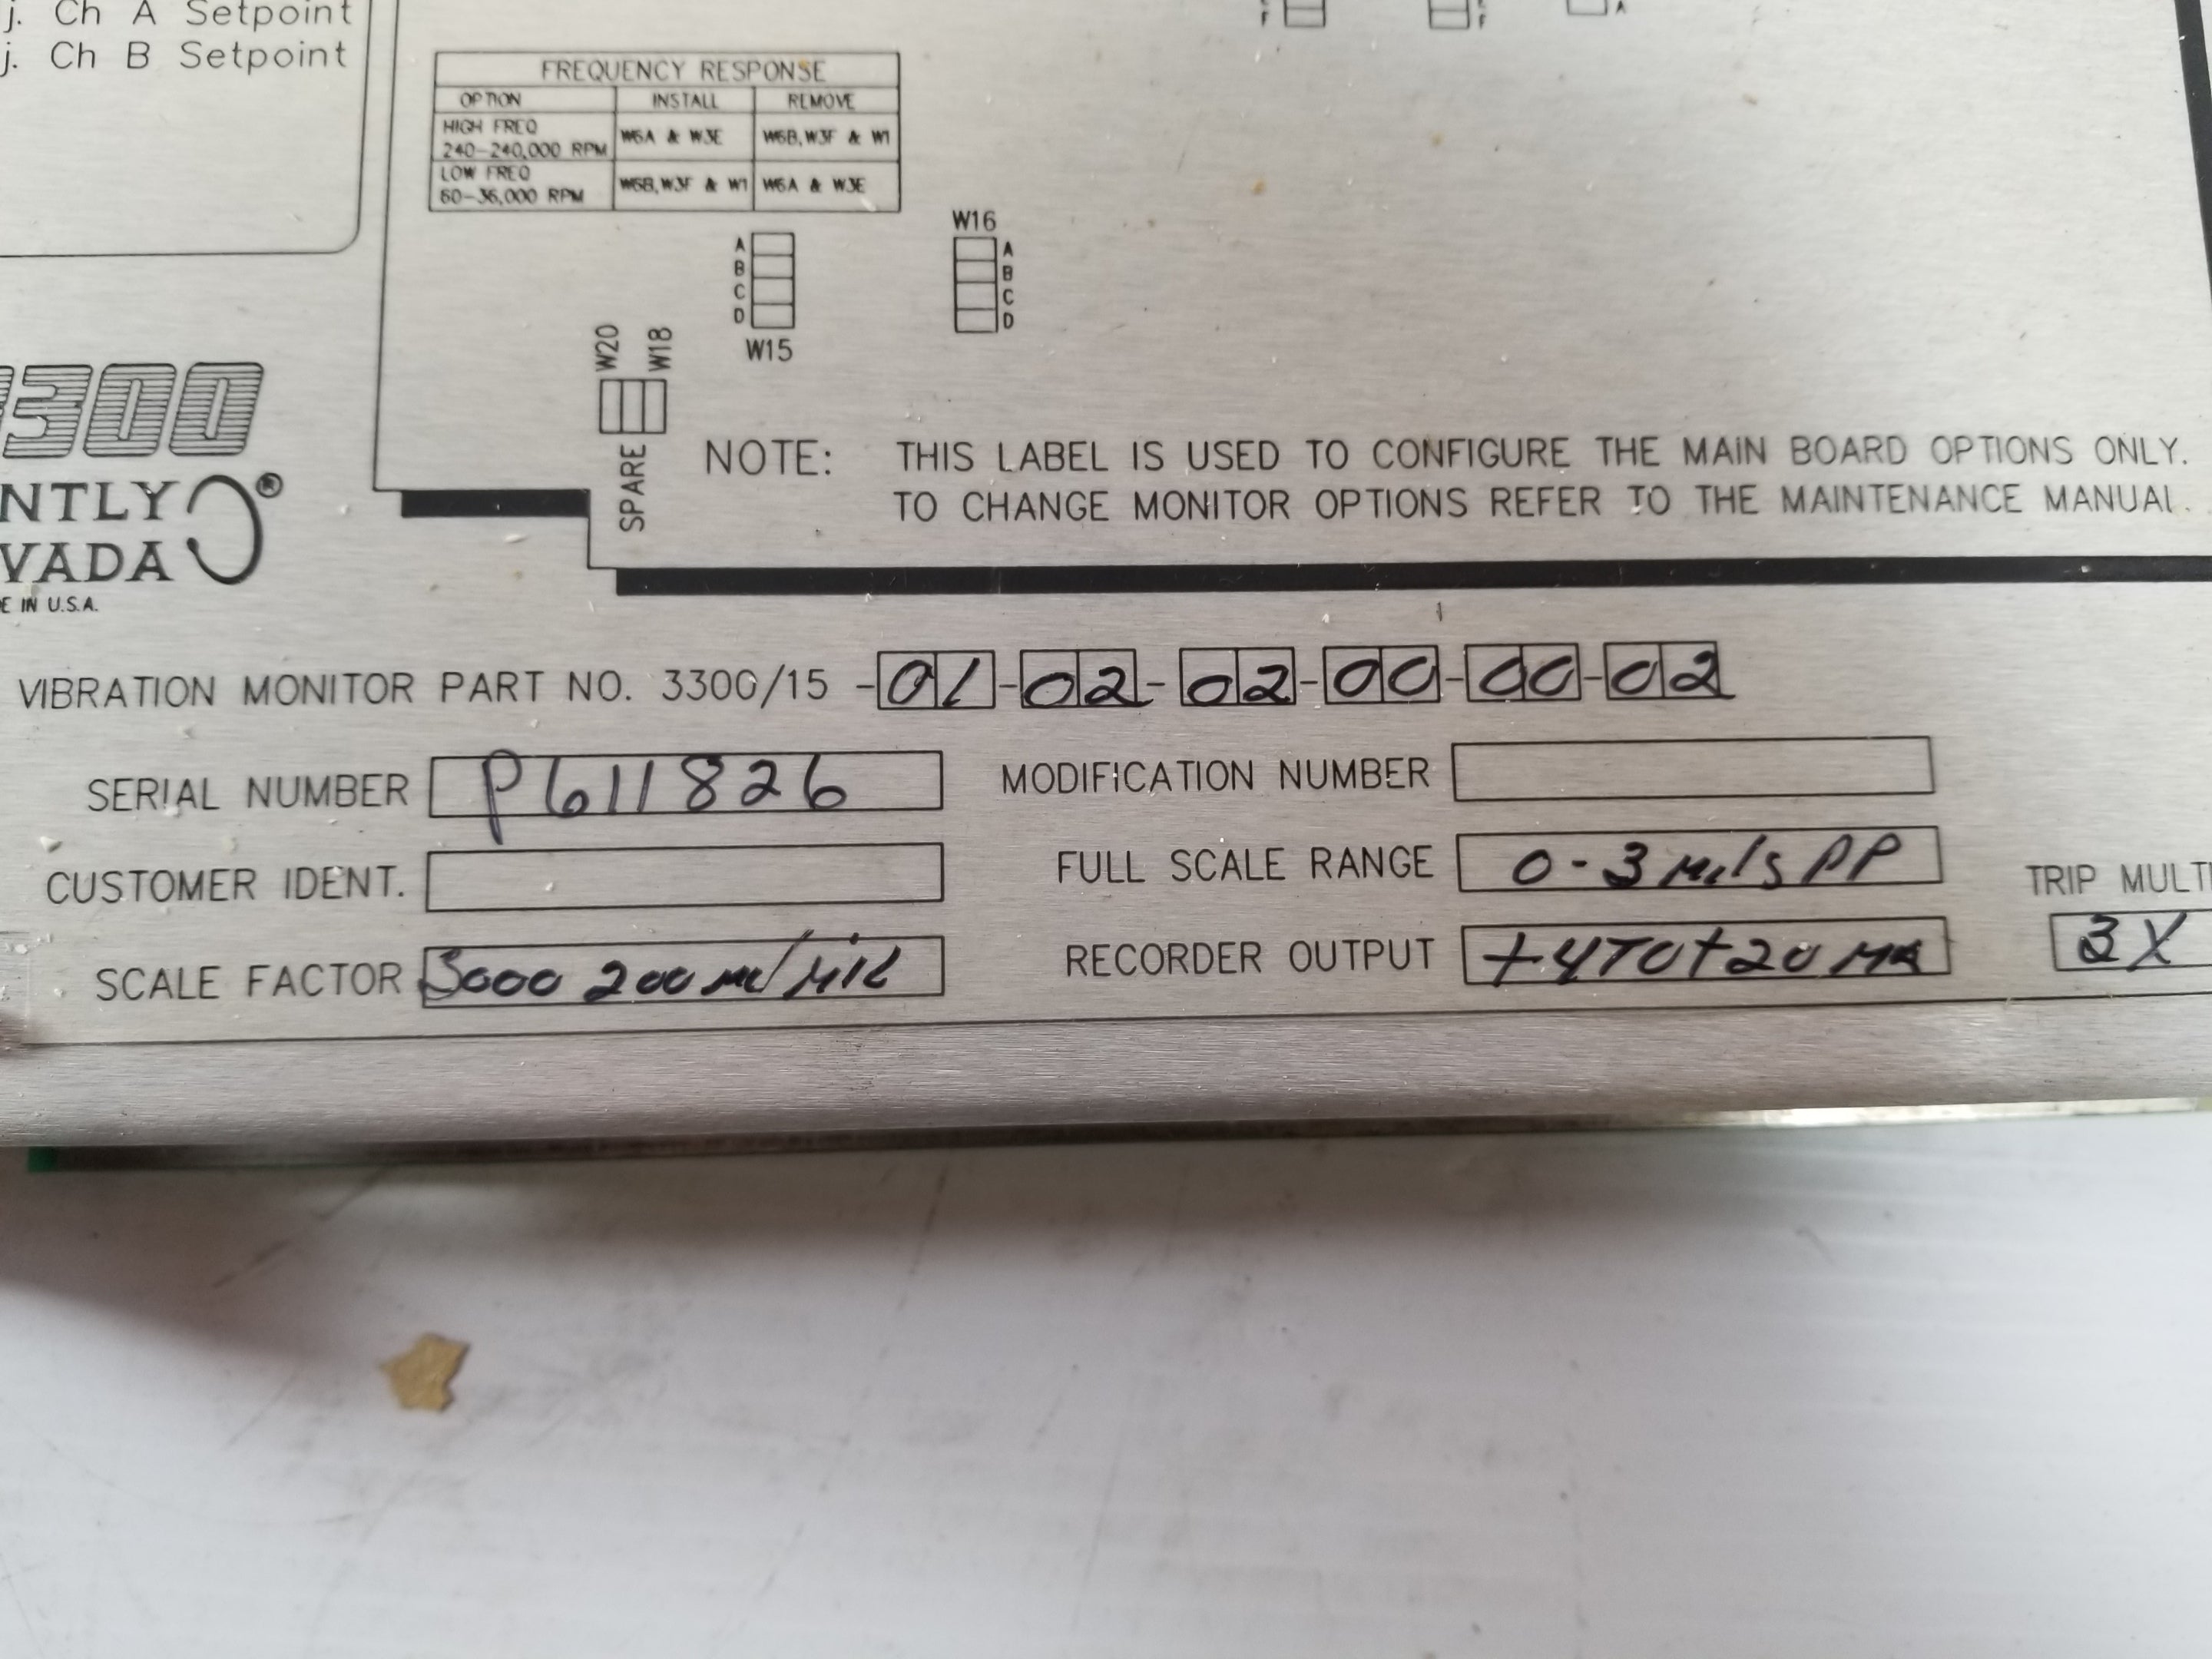 j. Ch A Setpoint
j. Ch B Setpoint
FREQUENCY RESPONSE
OPTION INSTALL REMOVE
HIGH FREQ 240-240,000 RPM W6A & W3E W6B,W3F & W1
LOW FREQ 60-36,000 RPM W6B,W3F & W1 W6A & W3E
F F A
A B C D W15
W16 A B C D
W20 W18
SPARE
3300
NTLY
VADA ®
E IN U.S.A.
NOTE: THIS LABEL IS USED TO CONFIGURE THE MAIN BOARD OPTIONS ONLY.
TO CHANGE MONITOR OPTIONS REFER TO THE MAINTENANCE MANUAL.
VIBRATION MONITOR PART NO. 3300/15 -01-02-02-00-00-02
SERIAL NUMBER P611826 MODIFICATION NUMBER
CUSTOMER IDENT. FULL SCALE RANGE 0-3 Mils PP TRIP MULTI
SCALE FACTOR 3000 200 mv/MIL RECORDER OUTPUT +4TO+20 MA 3X